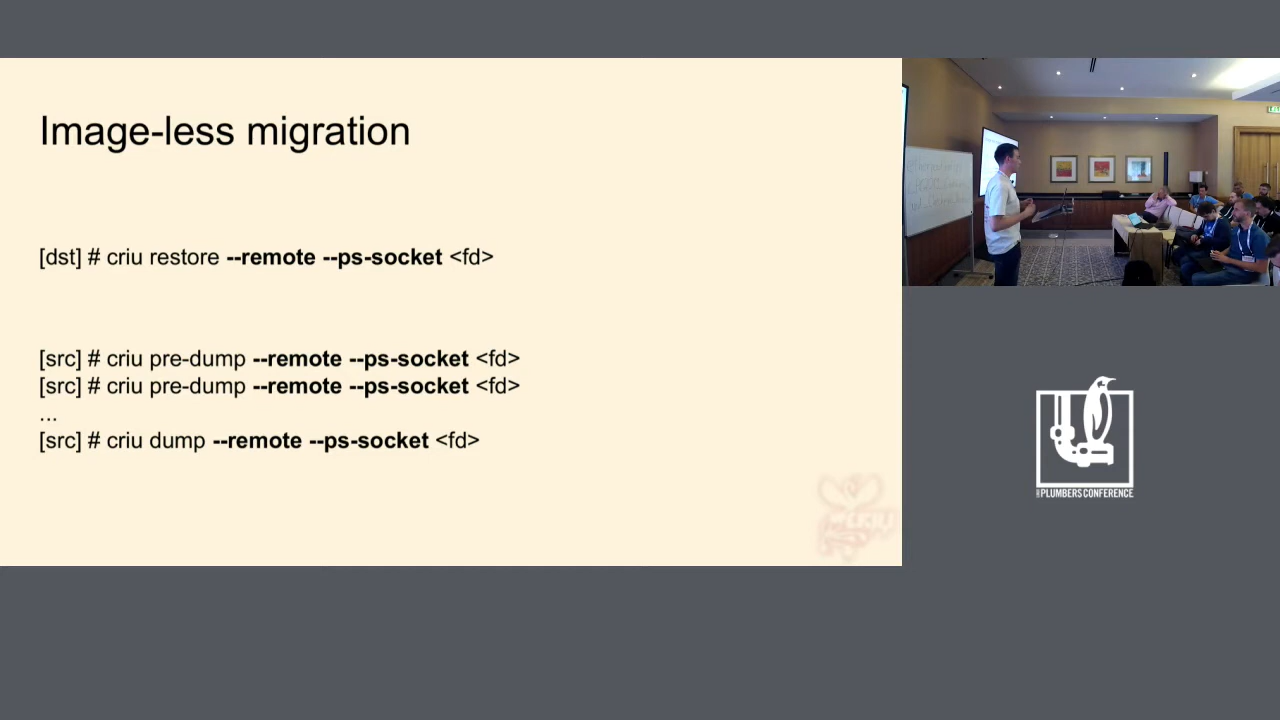 Image-less migration
[dst] # criu restore --remote --ps-socket <fd>
[src] # criu pre-dump --remote --ps-socket <fd>
[src] # criu pre-dump --remote --ps-socket <fd>
...
[src] # criu dump --remote --ps-socket <fd>
CRIU
PLUMBERS CONFERENCE